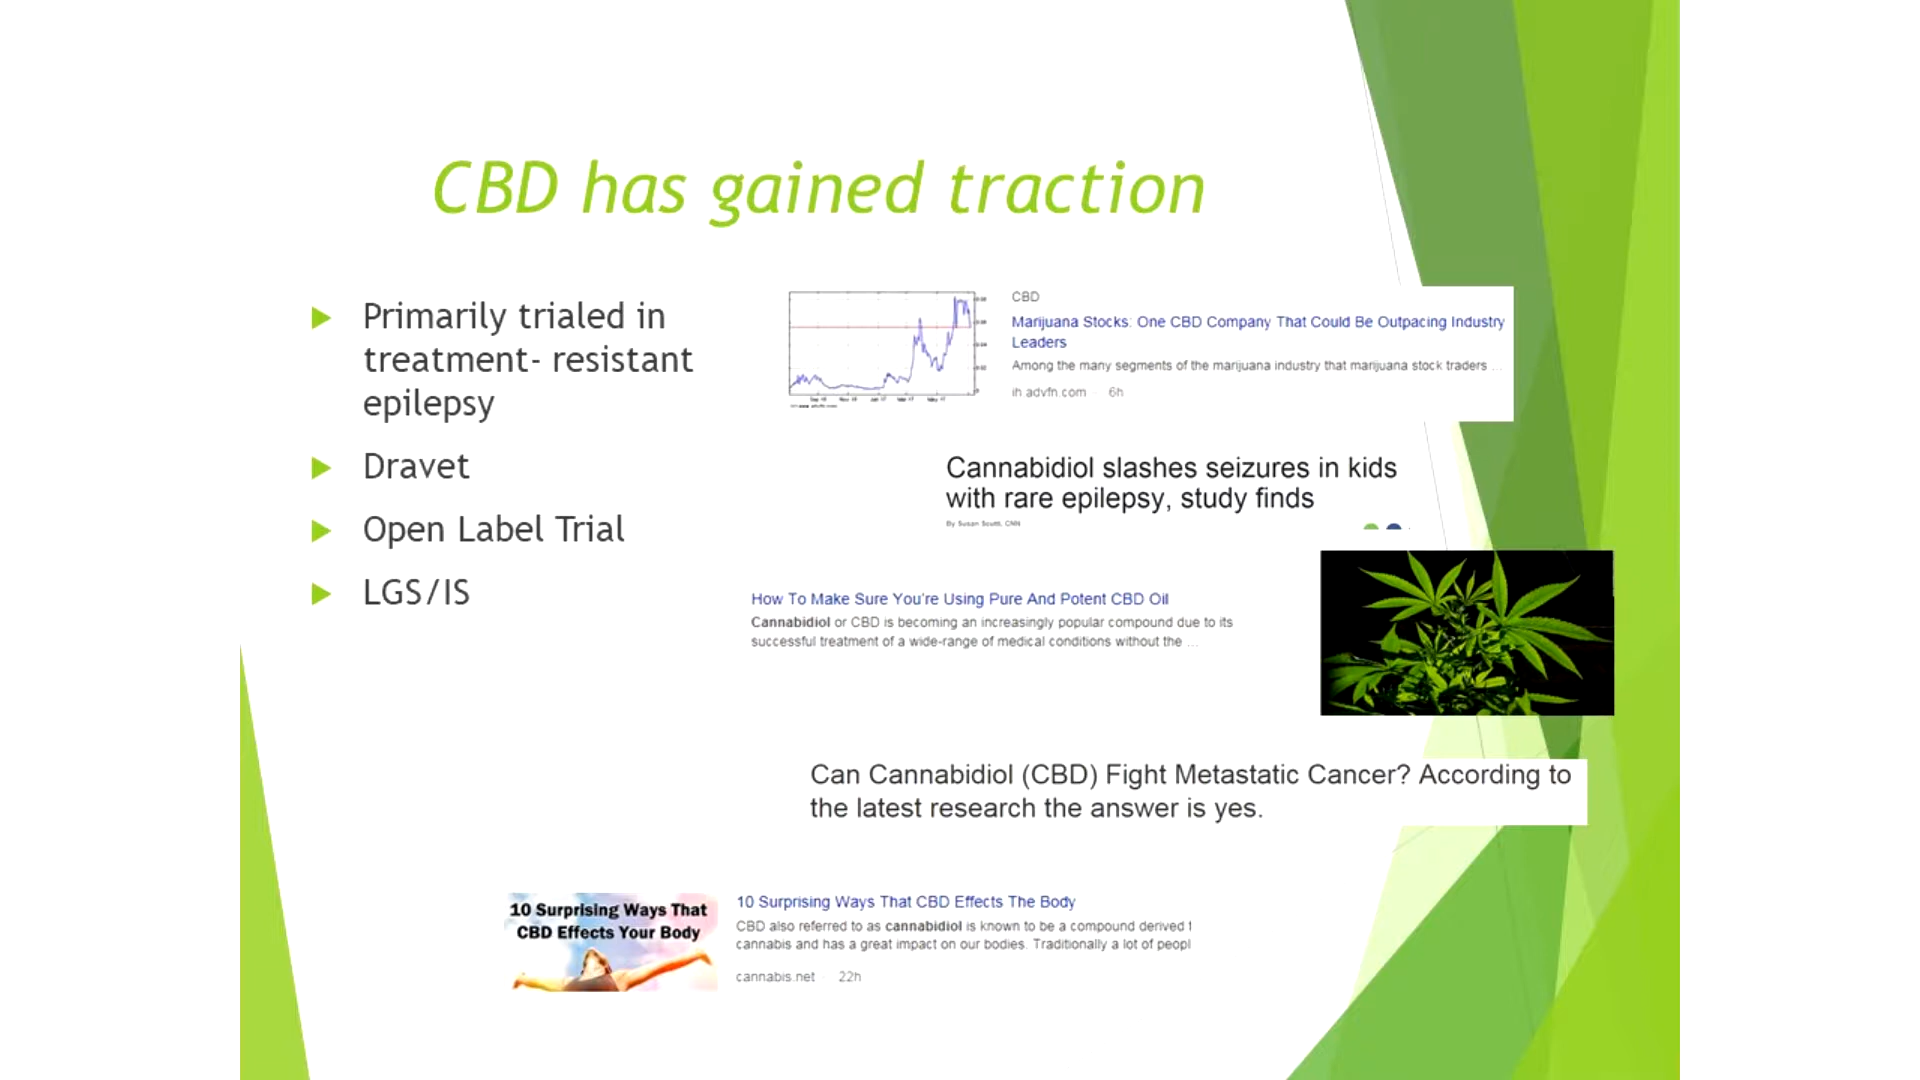 CBD has gained traction
Primarily trialed in
treatment- resistant
epilepsy
Dravet
Open Label Trial
LGS/IS
CBD
Marijuana Stocks: One CBD Company That Could Be Outpacing Industry
Leaders
Among the many segments of the marijuana industry that marijuana stock traders ...
ih.advfn.com
6h
Cannabidiol slashes seizures in kids
with rare epilepsy, study finds
By Susan Scutti, CNN
How To Make Sure You're Using Pure And Potent CBD Oil
Cannabidiol or CBD is becoming an increasingly popular compound due to its
successful treatment of a wide-range of medical conditions without the ...
Can Cannabidiol (CBD) Fight Metastatic Cancer? According to
the latest research the answer is yes.
10 Surprising Ways That
CBD Effects Your Body
10 Surprising Ways That CBD Effects The Body
CBD also referred to as cannabidiol is known to be a compound derived f
cannabis and has a great impact on our bodies. Traditionally a lot of peopl
cannabis.net
22h